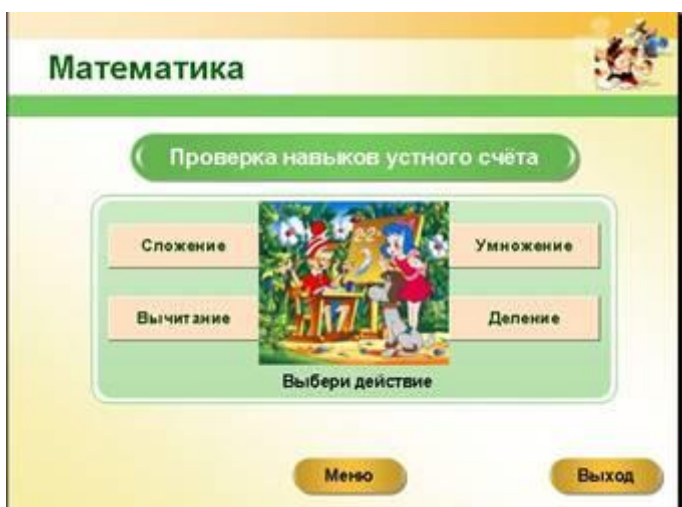 Математика
Проверка навыков устного счёта
Сложение
Умножение
Вычитание
Деление
Выбери действие
Меню
Выход